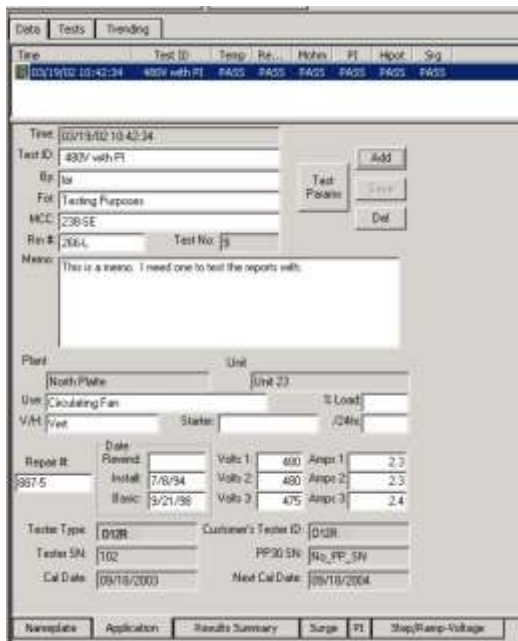 Data Tests Trending
Time Test ID Temp Re... Mohm PI Hipot Srg
03/19/02 10:42:34 480V with PI PASS PASS PASS PASS PASS PASS
Time: 03/19/02 10:42:34
Test ID: 480V with PI
Add
By: tor
Test Params
Save
For: Testing Purposes
MCC: 238-SE
Del
Rm #: 266-L Test No: 9
Memo: This is a memo. I need one to test the reports with.
Plant Unit
North Platte Unit 23
Use: Circulating Fan % Load:
V/H: Vert Starter: /24hs:
Date
Repair #: Rewind: Volts 1: 480 Amps 1: 2.3
867-5 Install: 7/8/94 Volts 2: 480 Amps 2: 2.3
Basic: 9/21/98 Volts 3: 475 Amps 3: 2.4
Tester Type: D12R Customer's Tester ID: D12R
Tester SN: 102 PP30 SN: No_PP_SN
Cal Date: 09/18/2003 Next Cal Date: 09/18/2004
Nameplate Application Results Summary Surge PI Step/Ramp-Voltage